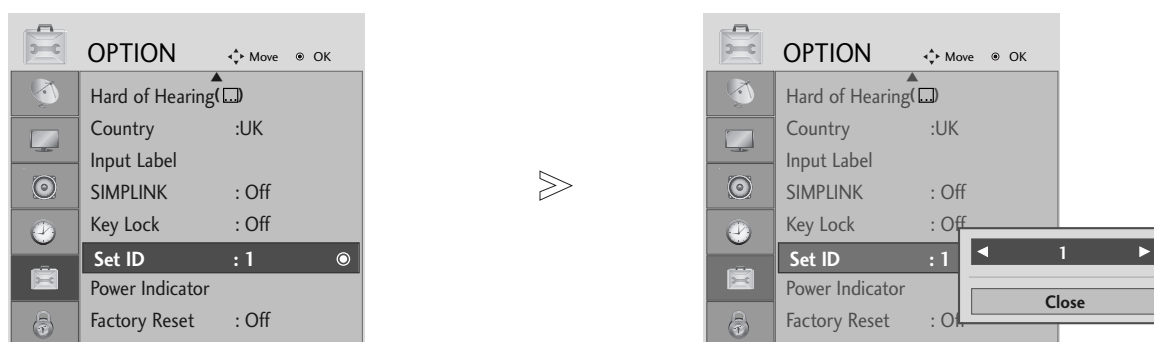 OPTION Move OK
Hard of Hearing( )
Country :UK
Input Label
SIMPLINK : Off
Key Lock : Off
Set ID : 1
Power Indicator
Factory Reset : Off
OPTION Move OK
Hard of Hearing( )
Country :UK
Input Label
SIMPLINK : Off
Key Lock : Off
Set ID : 1
◄ 1 ►
Power Indicator
Factory Reset : Off
Close